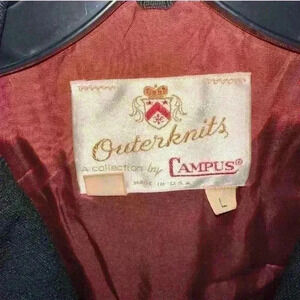 Outerknits
A collection by CAMPUS®
MADE IN U.S.A.
L